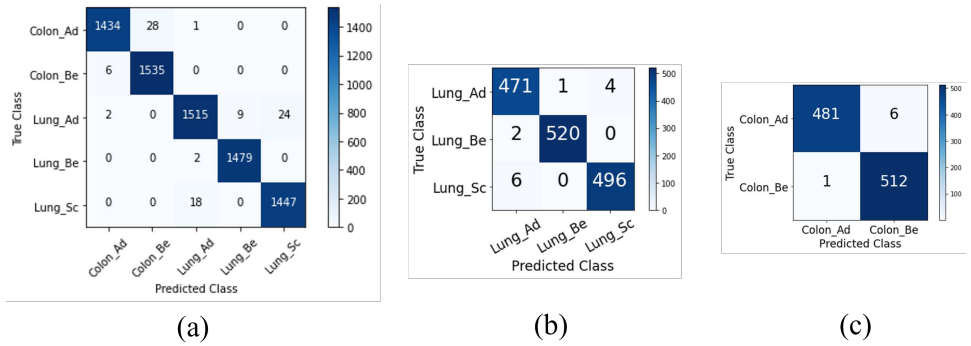 Colon_Ad 1434 28 1 0 0
Colon_Be 6 1535 0 0 0
Lung_Ad 2 0 1515 9 24
Lung_Be 0 0 2 1479 0
Lung_Sc 0 0 18 0 1447
True Class
Colon_Ad Colon_Be Lung_Ad Lung_Be Lung_Sc
Predicted Class
1400
1200
1000
800
600
400
200
0
(a)
Lung_Ad 471 1 4
Lung_Be 2 520 0
Lung_Sc 6 0 496
True Class
Lung_Ad Lung_Be Lung_Sc
Predicted Class
500
400
300
200
100
0
(b)
Colon_Ad 481 6
Colon_Be 1 512
True Class
Colon_Ad Colon_Be
Predicted Class
500
400
300
200
100
(c)